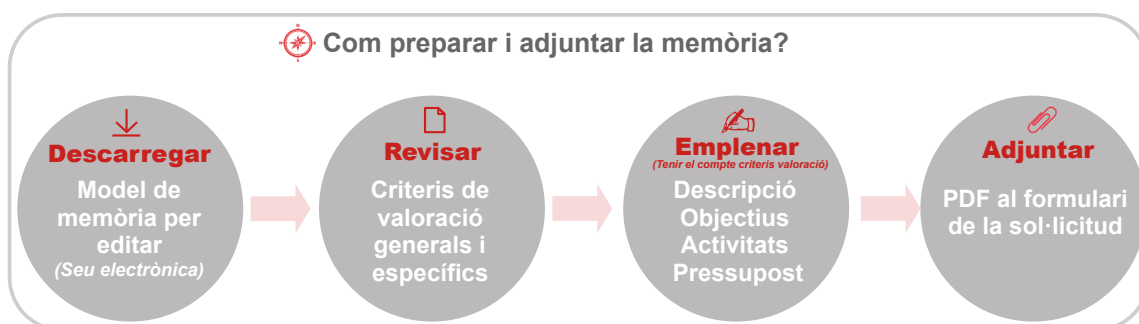 Com preparar i adjuntar la memòria?
Descarregar
Model de
memòria per
editar
(Seu electrònica)
Revisar
Criteris de
valoració
generals i
específics
Emplenar
(Tenir el compte criteris valoració)
Descripció
Objectius
Activitats
Pressupost
Adjuntar
PDF al formulari
de la sol·licitud